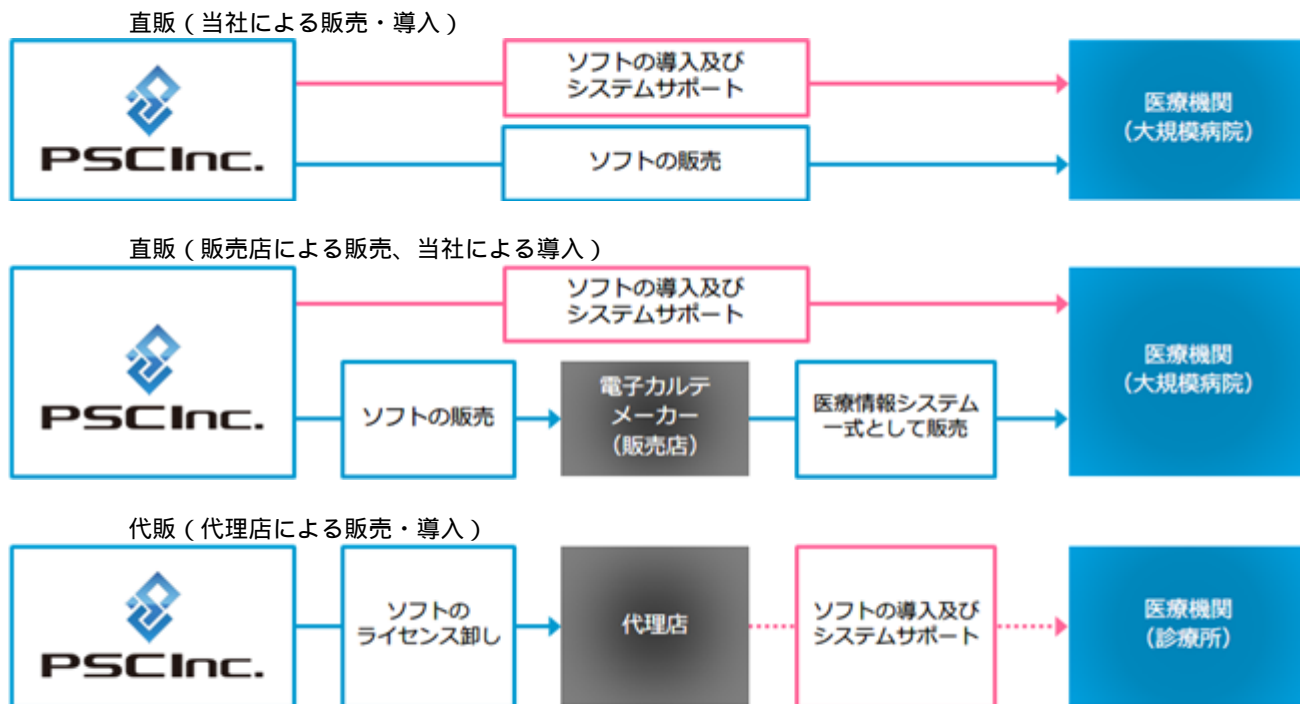 直販(当社による販売・導入)
PSCInc.
ソフトの導入及び
システムサポート
ソフトの販売
医療機関
(大規模病院)
直販(販売店による販売、当社による導入)
PSCInc.
ソフトの導入及び
システムサポート
ソフトの販売
電子カルテ
メーカー
(販売店)
医療情報システム
一式として販売
医療機関
(大規模病院)
代販(代理店による販売・導入)
PSCInc.
ソフトの
ライセンス卸し
代理店
ソフトの導入及び
システムサポート
医療機関
(診療所)